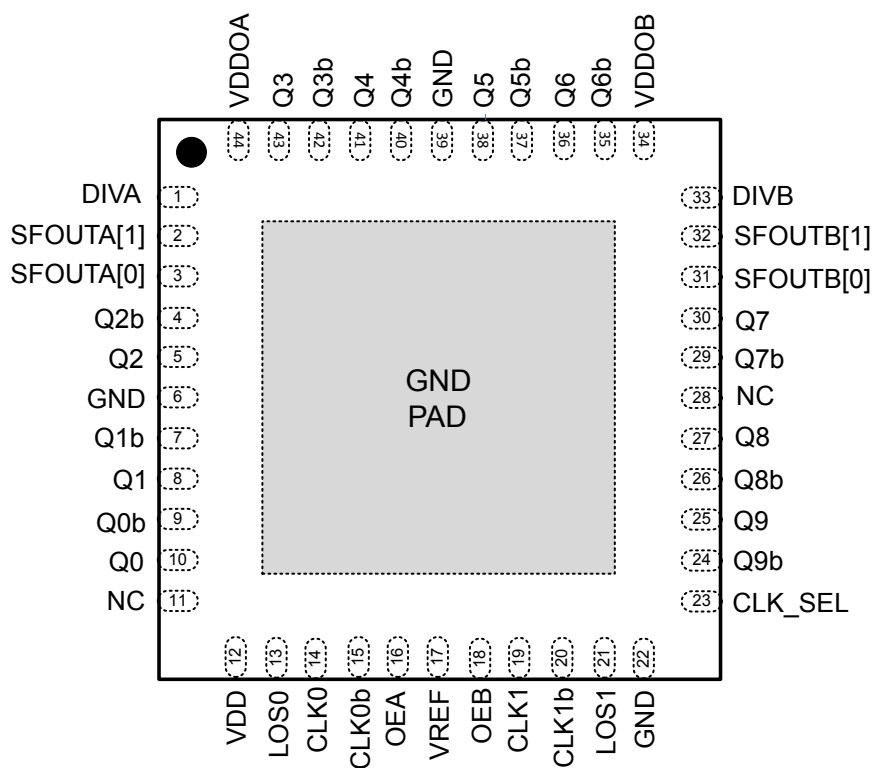 VDDOA
Q3
Q3b
Q4
Q4b
GND
Q5
Q5b
Q6
Q6b
VDDOB
44
43
42
41
40
39
38
37
36
35
34
DIVA 1
SFOUTA[1] 2
SFOUTA[0] 3
Q2b 4
Q2 5
GND 6
Q1b 7
Q1 8
Q0b 9
Q0 10
NC 11
GND
PAD
33 DIVB
32 SFOUTB[1]
31 SFOUTB[0]
30 Q7
29 Q7b
28 NC
27 Q8
26 Q8b
25 Q9
24 Q9b
23 CLK_SEL
12
13
14
15
16
17
18
19
20
21
22
VDD
LOS0
CLK0
CLK0b
OEA
VREF
OEB
CLK1
CLK1b
LOS1
GND